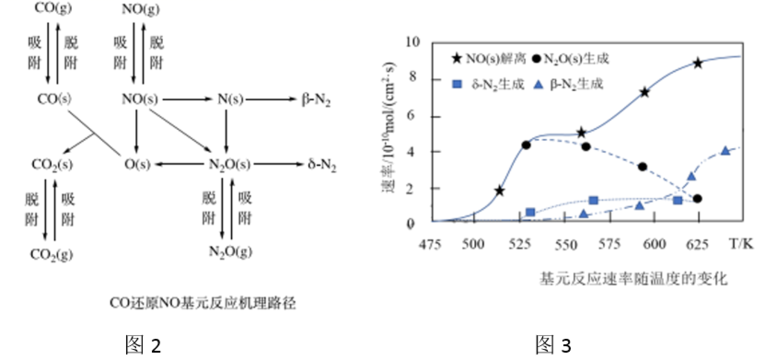 CO(g) NO(g)
吸附 脱附 吸附 脱附
CO(s) NO(s) N(s) β-N₂
CO₂(s) O(s) N₂O(s) δ-N₂
脱附 吸附 脱附 吸附
CO₂(g) N₂O(g)
CO还原NO基元反应机理路径
图 2
速率/10⁻¹⁰mol/(cm²·s)
10
8
6
4
2
0
NO(s)解离 N₂O(s)生成
δ-N₂生成 β-N₂生成
475 500 525 550 575 600 625 T/K
基元反应速率随温度的变化
图 3